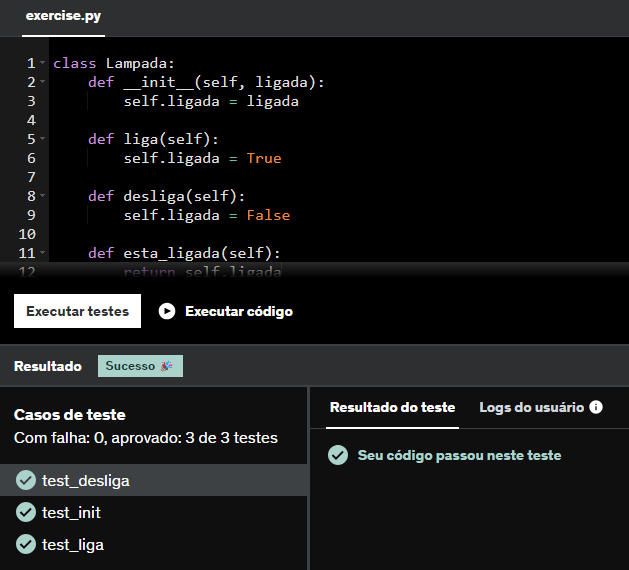 exercise.py
1 class Lampada:
2     def __init__(self, ligada):
3         self.ligada = ligada
4
5     def liga(self):
6         self.ligada = True
7
8     def desliga(self):
9         self.ligada = False
10
11     def esta_ligada(self):
12         return self.ligada
Executar testes Executar código
Resultado Sucesso 🎉
Casos de teste
Com falha: 0, aprovado: 3 de 3 testes
test_desliga
test_init
test_liga
Resultado do teste Logs do usuário
Seu código passou neste teste